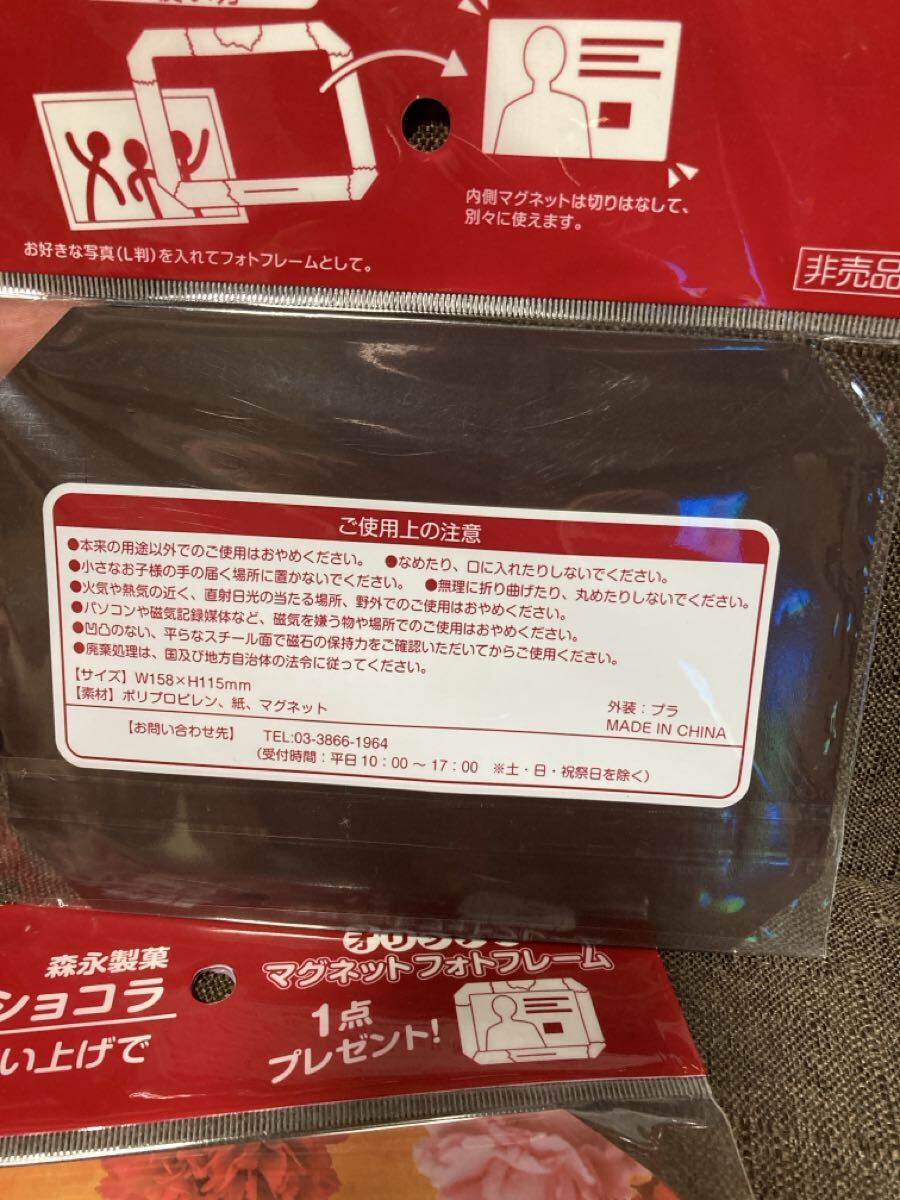 お好きな写真(L判)を入れてフォトフレームとして。
内側マグネットは切りはなして、
別々に使えます。
非売品
ご使用上の注意
●本来の用途以外でのご使用はおやめください。 ●なめたり、口に入れたりしないでください。
●小さなお子様の手の届く場所に置かないでください。 ●無理に折り曲げたり、丸めたりしないでください。
●火気や熱気の近く、直射日光の当たる場所、野外でのご使用はおやめください。
●パソコンや磁気記録媒体など、磁気を嫌う物や場所でのご使用はおやめください。
●凹凸のない、平らなスチール面で磁石の保持力をご確認いただいてからご使用ください。
●廃棄処理は、国及び地方自治体の法令に従ってください。
【サイズ】W158×H115mm
【素材】ポリプロピレン、紙、マグネット
外装：プラ
MADE IN CHINA
【お問い合わせ先】 TEL:03-3866-1964
(受付時間：平日10：00～17：00 ※土・日・祝祭日を除く)
森永製菓
ショコラ
い上げで
マグネットフォトフレーム
1点
プレゼント!